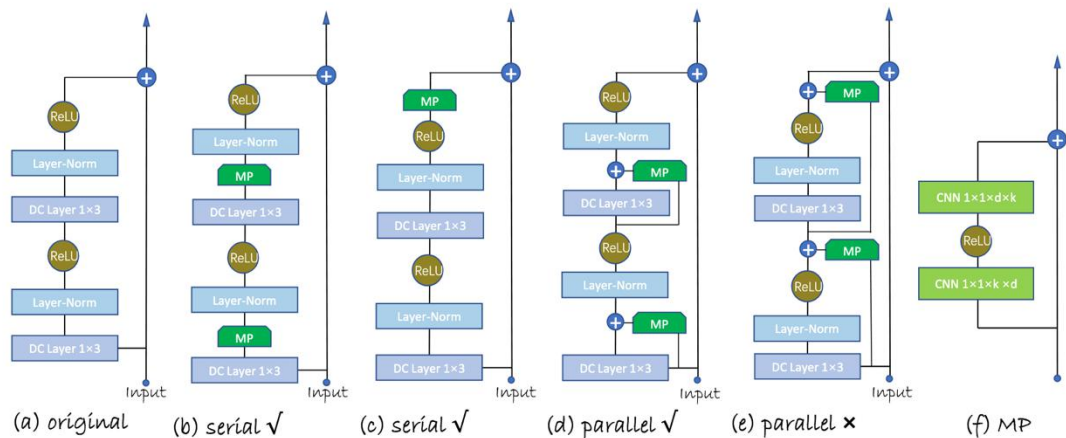 ReLU
Layer-Norm
DC Layer 1×3
ReLU
Layer-Norm
DC Layer 1×3
Input
(a) original
ReLU
Layer-Norm
MP
DC Layer 1×3
ReLU
Layer-Norm
MP
DC Layer 1×3
Input
(b) serial √
MP
ReLU
Layer-Norm
DC Layer 1×3
ReLU
Layer-Norm
DC Layer 1×3
Input
(c) serial √
ReLU
Layer-Norm
MP
DC Layer 1×3
ReLU
Layer-Norm
MP
DC Layer 1×3
Input
(d) parallel √
MP
ReLU
Layer-Norm
DC Layer 1×3
MP
ReLU
Layer-Norm
DC Layer 1×3
Input
(e) parallel ×
CNN 1×1×d×k
ReLU
CNN 1×1×k ×d
(f) MP